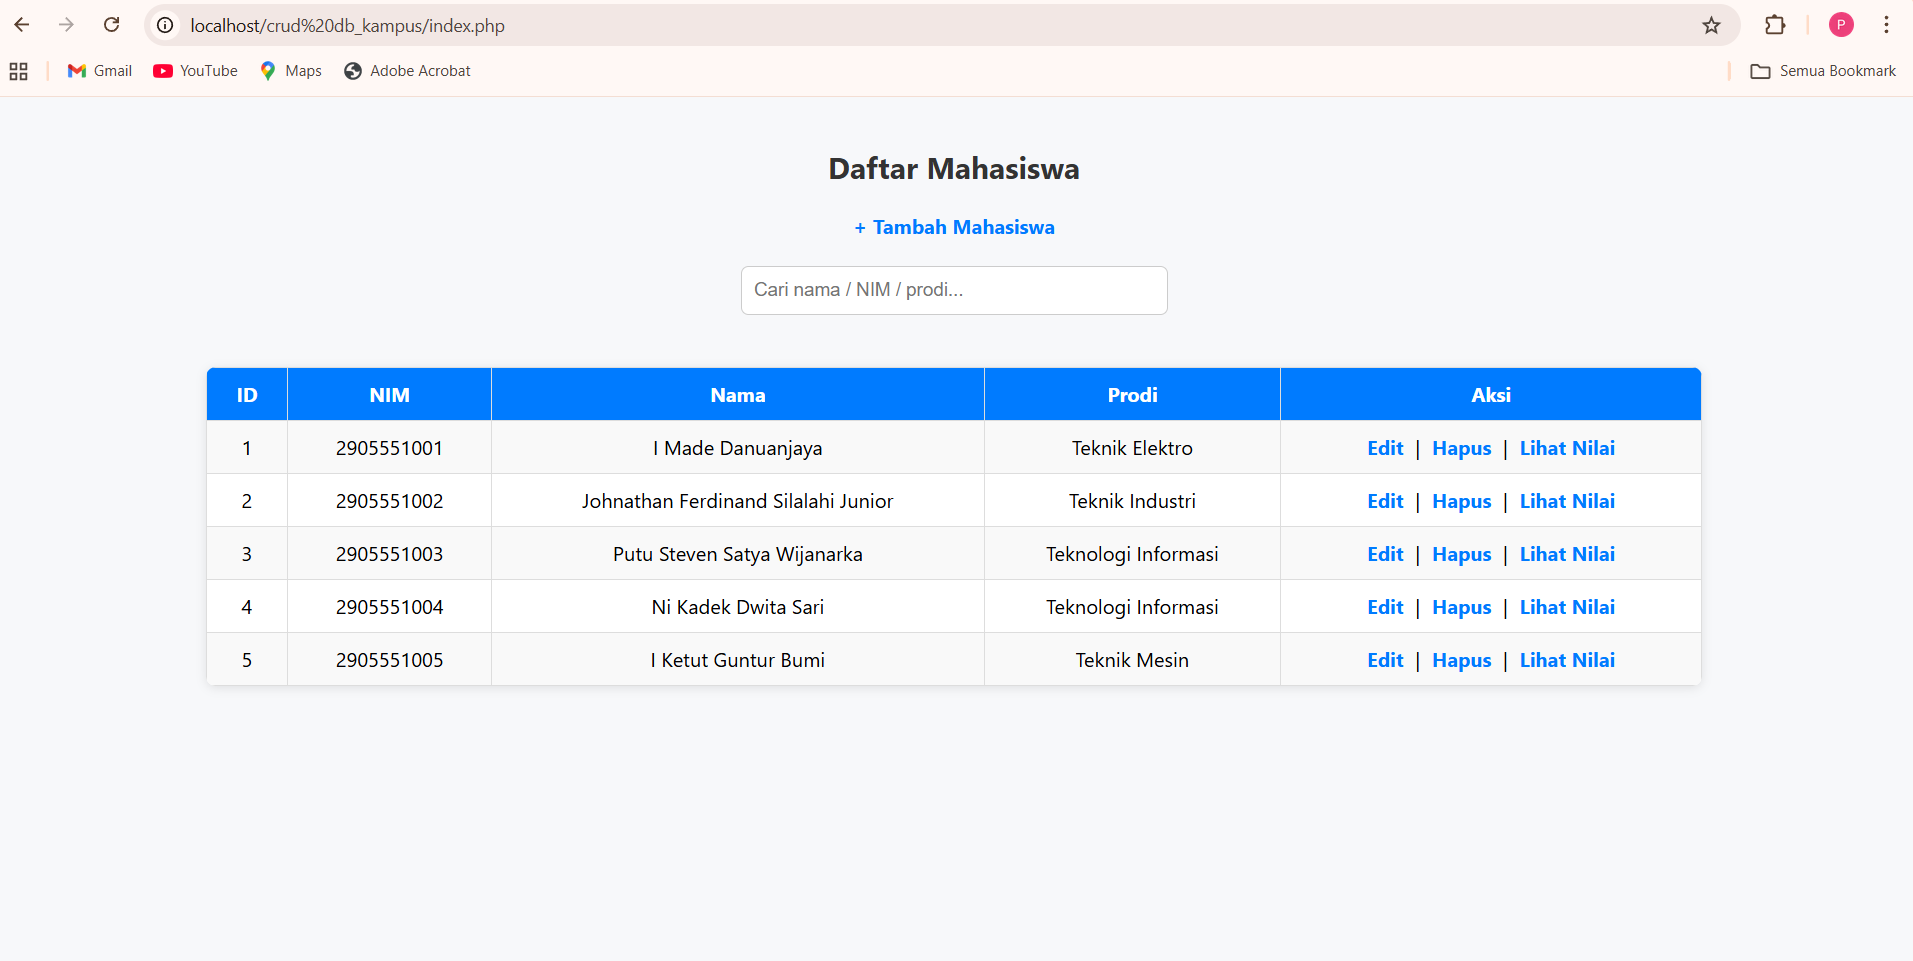 localhost/crud%20db_kampus/index.php
P
Gmail YouTube Maps Adobe Acrobat Semua Bookmark
Daftar Mahasiswa
+ Tambah Mahasiswa
Cari nama / NIM / prodi...
ID NIM Nama Prodi Aksi
1 2905551001 I Made Danuanjaya Teknik Elektro Edit | Hapus | Lihat Nilai
2 2905551002 Johnathan Ferdinand Silalahi Junior Teknik Industri Edit | Hapus | Lihat Nilai
3 2905551003 Putu Steven Satya Wijanarka Teknologi Informasi Edit | Hapus | Lihat Nilai
4 2905551004 Ni Kadek Dwita Sari Teknologi Informasi Edit | Hapus | Lihat Nilai
5 2905551005 I Ketut Guntur Bumi Teknik Mesin Edit | Hapus | Lihat Nilai